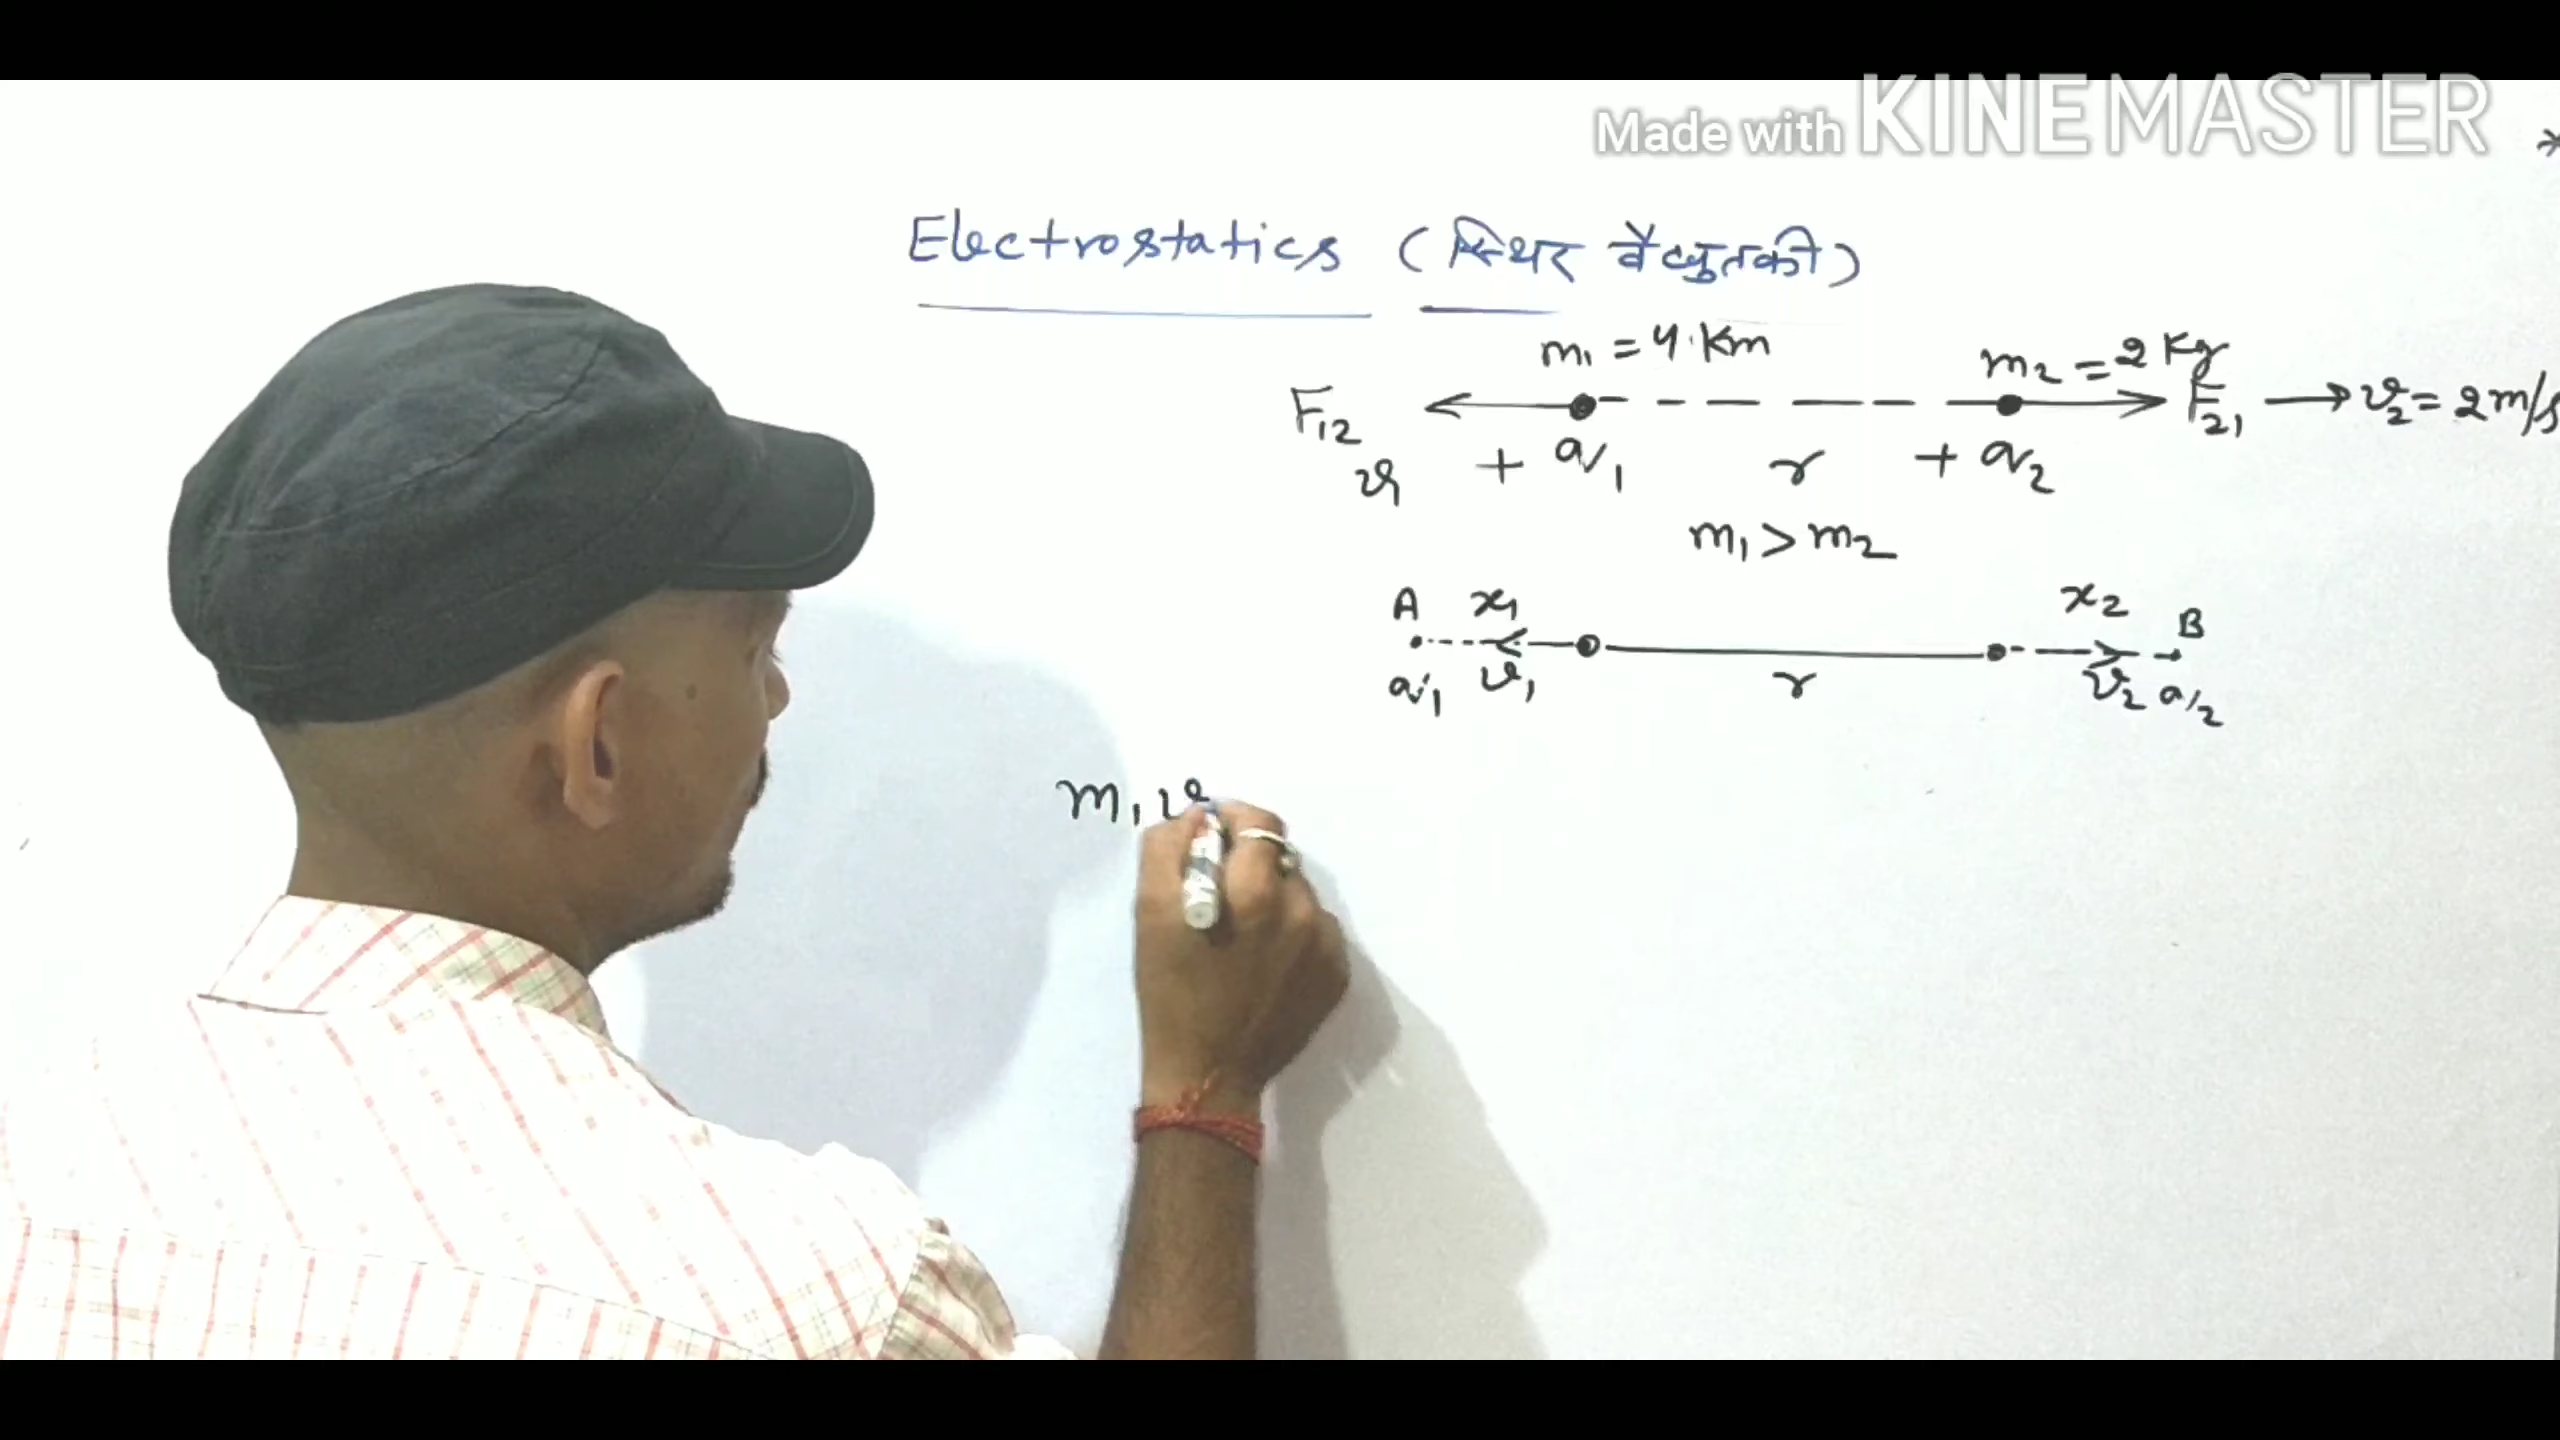 Made with KINEMASTER
Electrostatics (स्थिर वैद्युतकी)
m₁ = 4 Km
m₂ = 2 Kg
F₁₂
F₂₁ → v₂ = 2 m/s
v₁ + q₁ r + q₂
m₁ > m₂
A x₁ x₂ B
q₁ v₁ r v₂ q₂
m₁ v